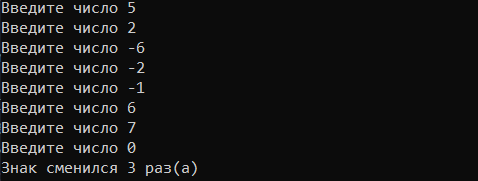 Введите число 5
Введите число 2
Введите число -6
Введите число -2
Введите число -1
Введите число 6
Введите число 7
Введите число 0
Знак сменился 3 раз(а)